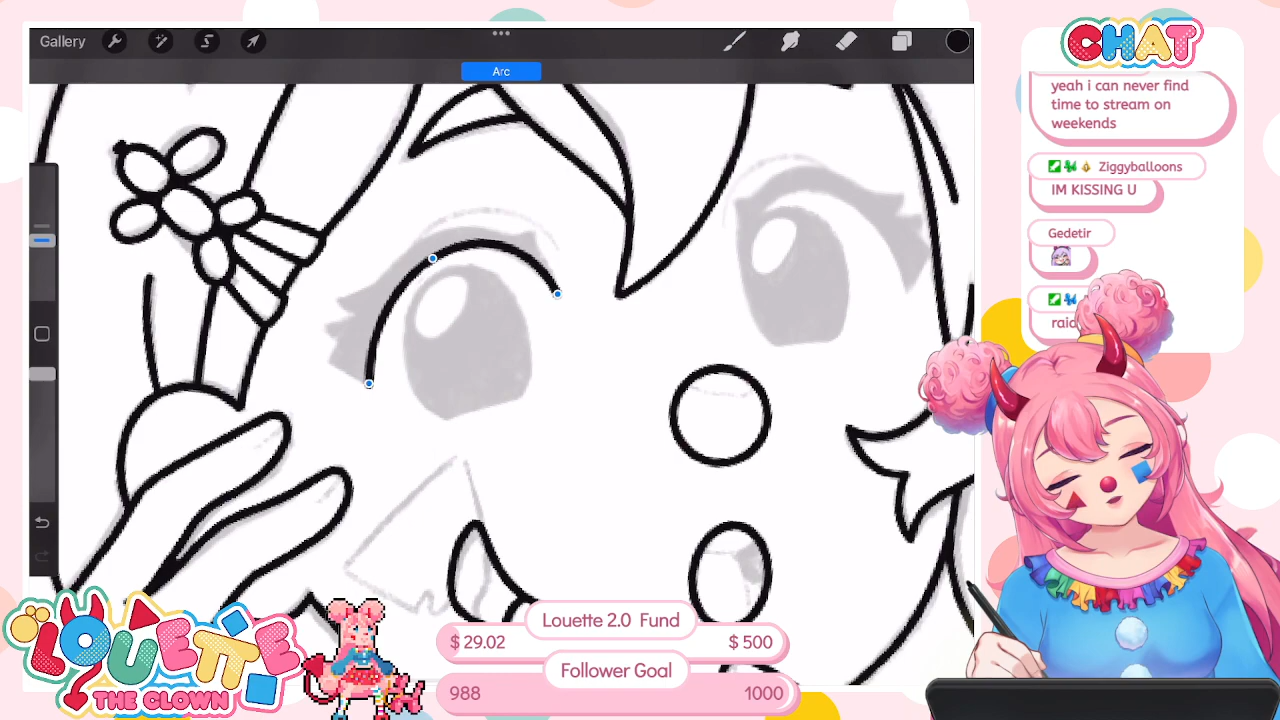 Gallery
Arc
CHAT
yeah i can never find
time to stream on
weekends
Ziggyballoons
IM KISSING U
Gedetir
raid
LOUETTE
THE CLOWN
Louette 2.0 Fund
$ 29.02
$ 500
Follower Goal
988
1000